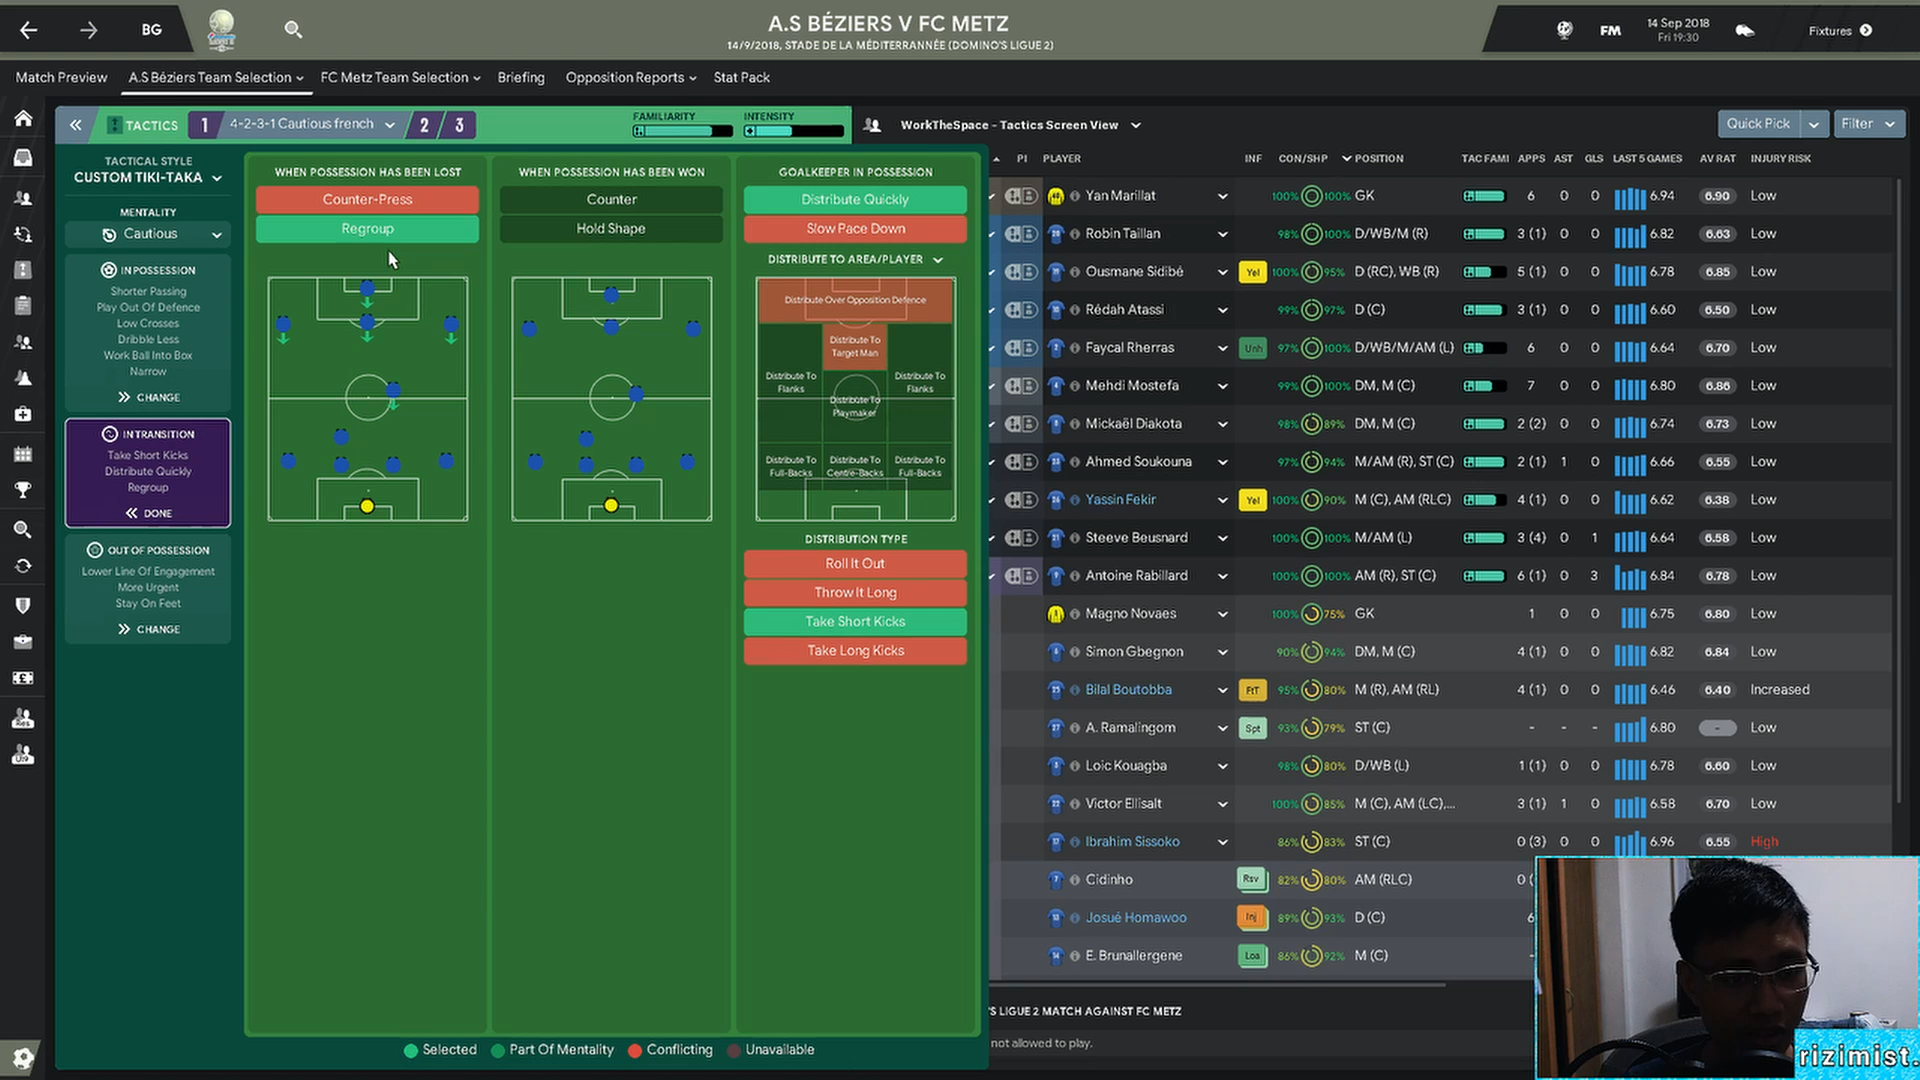 BG
A.S BÉZIERS V FC METZ
14/9/2018, STADE DE LA MÉDITERRANNÉE (DOMINO'S LIGUE 2)
FM
14 Sep 2018
Fri 19:30
Fixtures
Match Preview
A.S Béziers Team Selection
FC Metz Team Selection
Briefing
Opposition Reports
Stat Pack
TACTICS
1
4-2-3-1 Cautious french
2
3
FAMILIARITY
INTENSITY
WorkTheSpace - Tactics Screen View
Quick Pick
Filter
TACTICAL STYLE
CUSTOM TIKI-TAKA
MENTALITY
Cautious
IN POSSESSION
Shorter Passing
Play Out Of Defence
Low Crosses
Dribble Less
Work Ball Into Box
Narrow
CHANGE
IN TRANSITION
Take Short Kicks
Distribute Quickly
Regroup
DONE
OUT OF POSSESSION
Lower Line Of Engagement
More Urgent
Stay On Feet
CHANGE
WHEN POSSESSION HAS BEEN LOST
Counter-Press
Regroup
WHEN POSSESSION HAS BEEN WON
Counter
Hold Shape
GOALKEEPER IN POSSESSION
Distribute Quickly
Slow Pace Down
DISTRIBUTE TO AREA/PLAYER
Distribute Over Opposition Defence
Distribute To Target Man
Distribute To Flanks
Distribute To Flanks
Distribute To Playmaker
Distribute To Full-Backs
Distribute To Centre-Backs
Distribute To Full-Backs
DISTRIBUTION TYPE
Roll It Out
Throw It Long
Take Short Kicks
Take Long Kicks
Selected
Part Of Mentality
Conflicting
Unavailable
PI PLAYER INF CON/SHP POSITION TAC FAMI APPS AST GLS LAST 5 GAMES AV RAT INJURY RISK
Yan Marillat 100% 100% GK 6 0 0 6.94 6.90 Low
Robin Taillan 98% 100% D/WB/M (R) 3 (1) 0 0 6.82 6.63 Low
Ousmane Sidibé Yel 100% 95% D (RC), WB (R) 5 (1) 0 0 6.78 6.85 Low
Rédah Atassi 99% 97% D (C) 3 (1) 0 0 6.60 6.50 Low
Faycal Rherras Unh 97% 100% D/WB/M/AM (L) 6 0 0 6.64 6.70 Low
Mehdi Mostefa 99% 100% DM, M (C) 7 0 0 6.80 6.86 Low
Mickaël Diakota 98% 89% DM, M (C) 2 (2) 0 0 6.74 6.73 Low
Ahmed Soukouna 97% 94% M/AM (R), ST (C) 2 (1) 1 0 6.66 6.55 Low
Yassin Fekir Yel 100% 90% M (C), AM (RLC) 4 (1) 0 0 6.62 6.38 Low
Steeve Beusnard 100% 100% M/AM (L) 3 (4) 0 1 6.64 6.58 Low
Antoine Rabillard 100% 100% AM (R), ST (C) 6 (1) 0 3 6.84 6.78 Low
Magno Novaes 100% 75% GK 1 0 0 6.75 6.80 Low
Simon Gbegnon 90% 94% DM, M (C) 4 (1) 0 0 6.82 6.84 Low
Bilal Boutobba FtT 95% 80% M (R), AM (RL) 4 (1) 0 0 6.46 6.40 Increased
A. Ramalingom Spt 93% 79% ST (C) - - - 6.80 - Low
Loic Kouagba 98% 80% D/WB (L) 1 (1) 0 0 6.78 6.60 Low
Victor Ellisalt 100% 85% M (C), AM (LC),... 3 (1) 1 0 6.58 6.70 Low
Ibrahim Sissoko 86% 83% ST (C) 0 (3) 0 0 6.96 6.55 High
Cidinho Rsv 82% 80% AM (RLC) 0 (
Josué Homawoo Inj 89% 93% D (C) 6
E. Brunallergene Loa 86% 92% M (C) -
'S LIGUE 2 MATCH AGAINST FC METZ
not allowed to play.
rizimist.